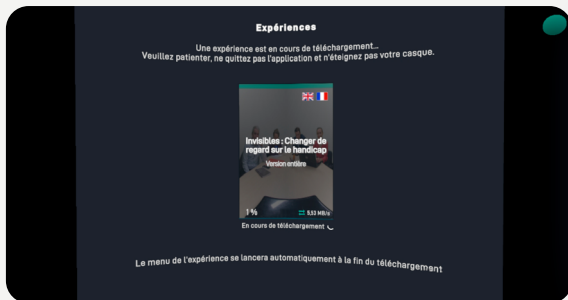 Expériences
Une expérience est en cours de téléchargement...
Veuillez patienter, ne quittez pas l'application et n'éteignez pas votre casque.
Invisibles : Changer de
regard sur le handicap
Version entière
1 % 8,93 MB/s
En cours de téléchargement
Le menu de l'expérience se lancera automatiquement à la fin du téléchargement